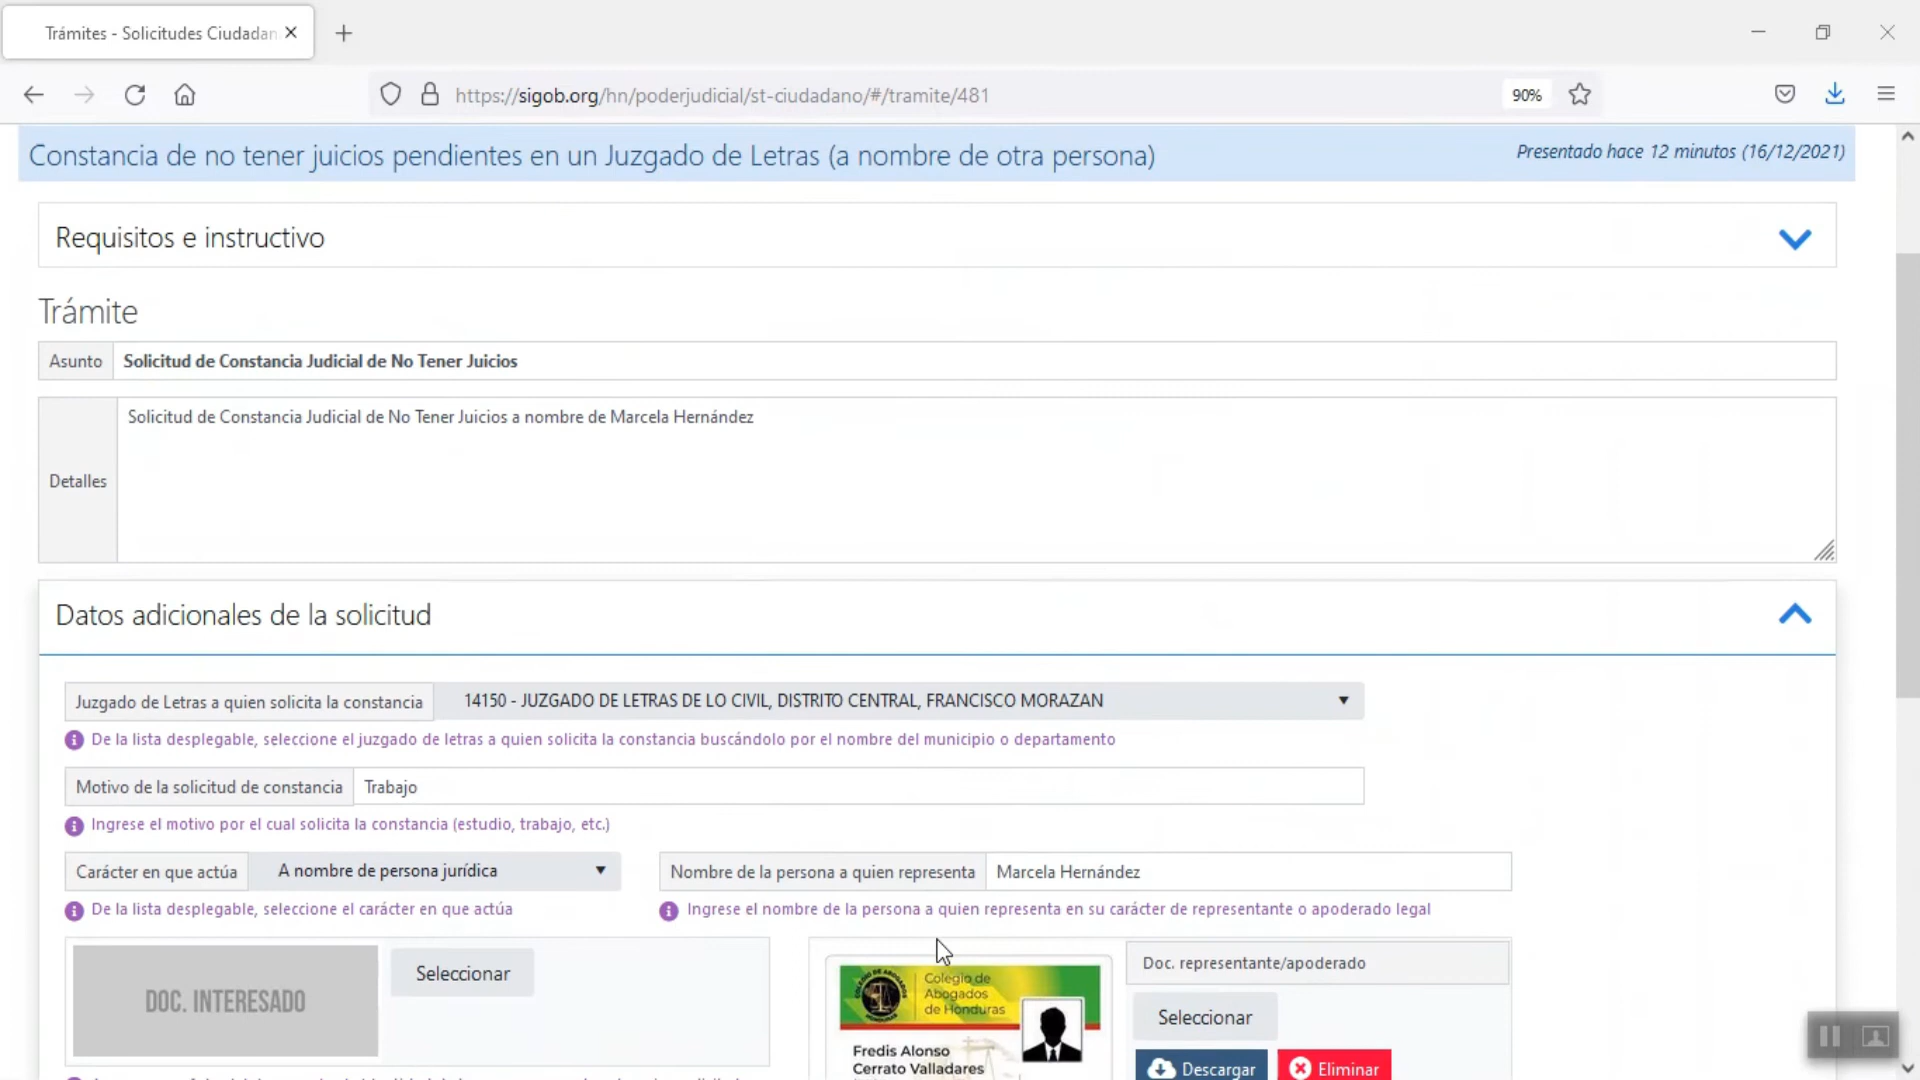 Trámites - Solicitudes Ciudadan
https://sigob.org/hn/poderjudicial/st-ciudadano/#/tramite/481
90%
Constancia de no tener juicios pendientes en un Juzgado de Letras (a nombre de otra persona)
Presentado hace 12 minutos (16/12/2021)
Requisitos e instructivo
Trámite
Asunto
Solicitud de Constancia Judicial de No Tener Juicios
Solicitud de Constancia Judicial de No Tener Juicios a nombre de Marcela Hernández
Detalles
Datos adicionales de la solicitud
Juzgado de Letras a quien solicita la constancia
14150 - JUZGADO DE LETRAS DE LO CIVIL, DISTRITO CENTRAL, FRANCISCO MORAZAN
De la lista desplegable, seleccione el juzgado de letras a quien solicita la constancia buscándolo por el nombre del municipio o departamento
Motivo de la solicitud de constancia
Trabajo
Ingrese el motivo por el cual solicita la constancia (estudio, trabajo, etc.)
Carácter en que actúa
A nombre de persona jurídica
Nombre de la persona a quien representa
Marcela Hernández
De la lista desplegable, seleccione el carácter en que actúa
Ingrese el nombre de la persona a quien representa en su carácter de representante o apoderado legal
DOC. INTERESADO
Seleccionar
Colegio de
Abogados
de Honduras
Fredis Alonso
Cerrato Valladares
Doc. representante/apoderado
Seleccionar
Descargar
Eliminar